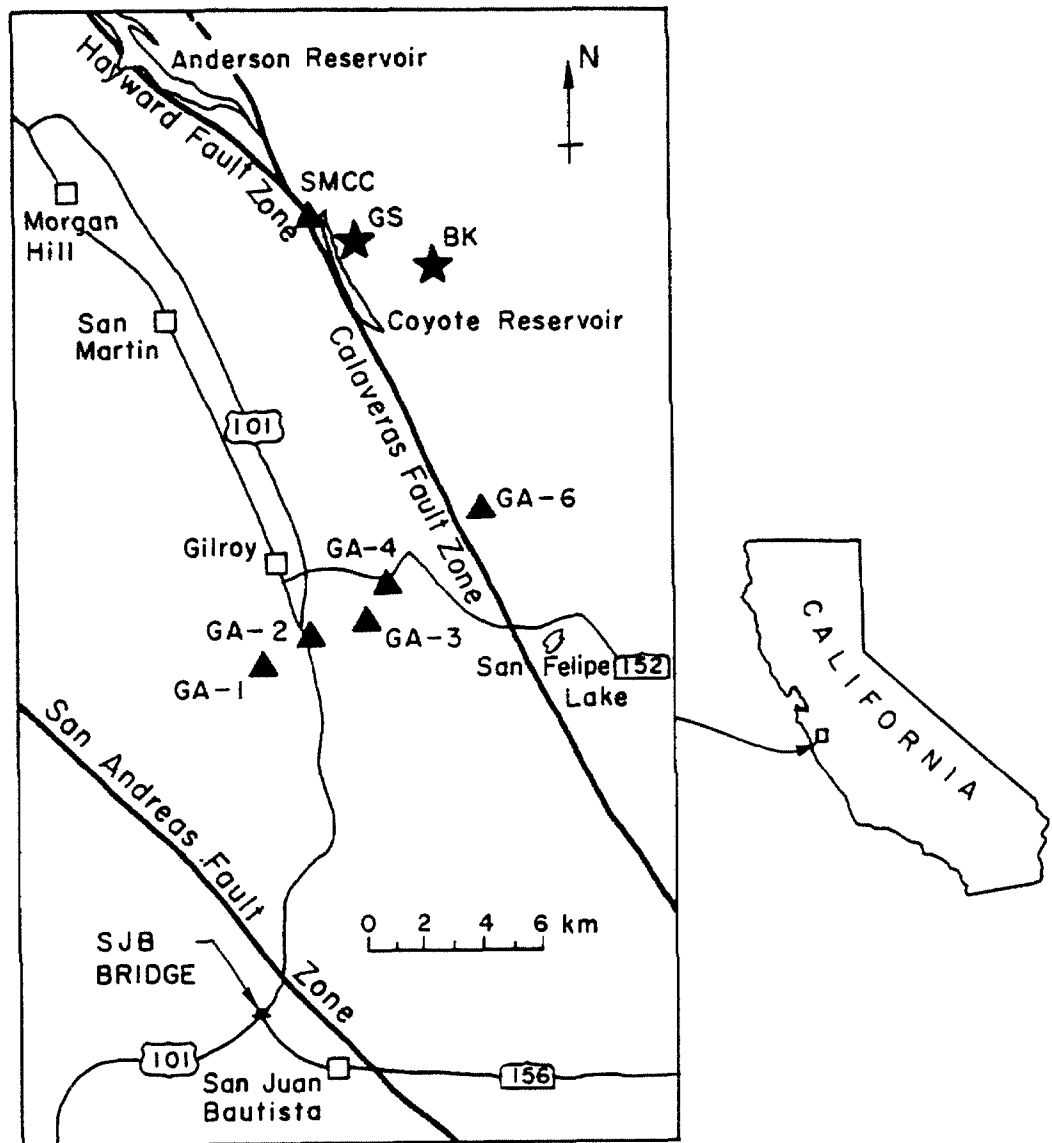 Anderson Reservoir
N
Hayward Fault Zone
SMCC
GS
BK
Morgan
Hill
Coyote Reservoir
San
Martin
Calaveras Fault Zone
101
GA-6
Gilroy
GA-4
GA-2
GA-3
San Felipe
Lake
152
GA-1
CALIFORNIA
San Andreas Fault Zone
0 2 4 6 km
SJB
BRIDGE
101
San Juan
Bautista
156